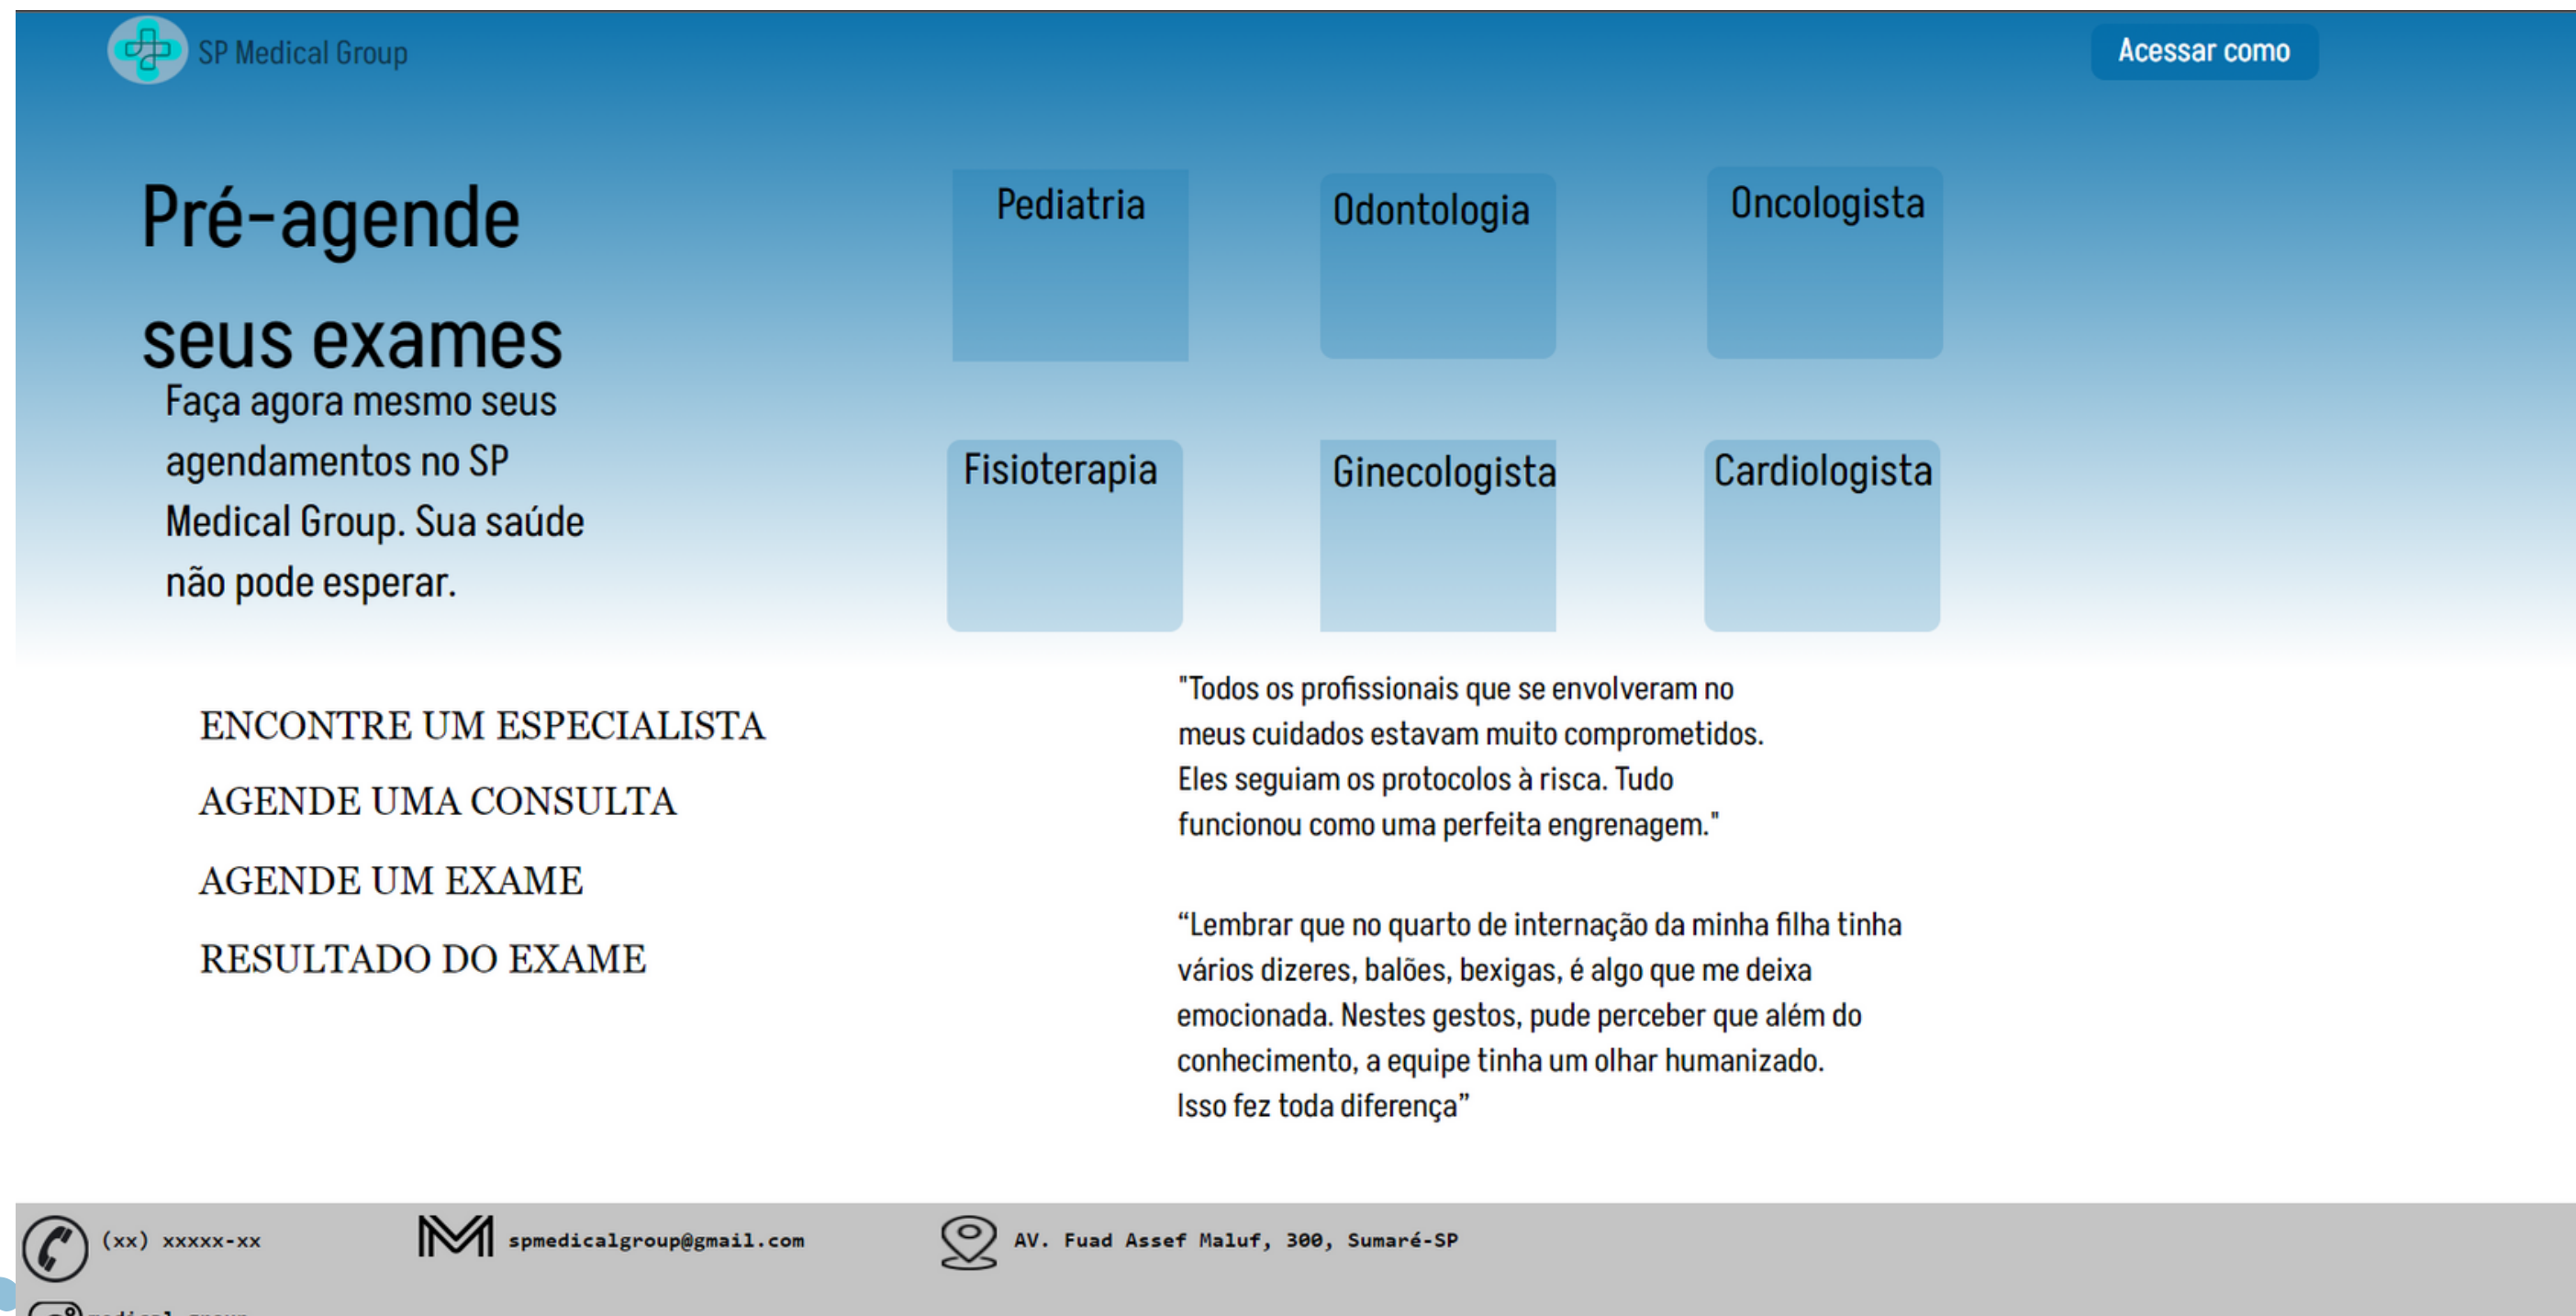 SP Medical Group
Acessar como
Pré-agende
seus exames
Faça agora mesmo seus
agendamentos no SP
Medical Group. Sua saúde
não pode esperar.
Pediatria
Odontologia
Oncologista
Fisioterapia
Ginecologista
Cardiologista
ENCONTRE UM ESPECIALISTA
AGENDE UMA CONSULTA
AGENDE UM EXAME
RESULTADO DO EXAME
"Todos os profissionais que se envolveram no
meus cuidados estavam muito comprometidos.
Eles seguiam os protocolos à risca. Tudo
funcionou como uma perfeita engrenagem."
“Lembrar que no quarto de internação da minha filha tinha
vários dizeres, balões, bexigas, é algo que me deixa
emocionada. Nestes gestos, pude perceber que além do
conhecimento, a equipe tinha um olhar humanizado.
Isso fez toda diferença”
(xx) xxxxx-xx
spmedicalgroup@gmail.com
AV. Fuad Assef Maluf, 300, Sumaré-SP